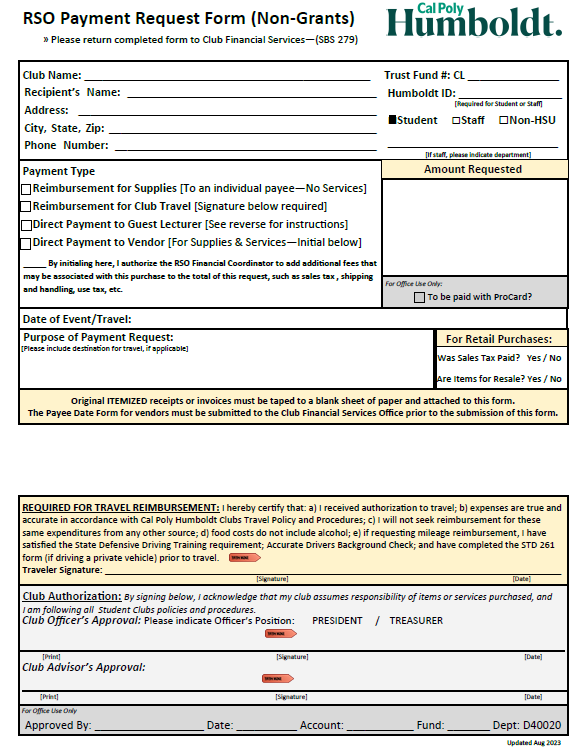 RSO Payment Request Form (Non-Grants)
» Please return completed form to Club Financial Services—(SBS 279)
Cal Poly
Humboldt.
Club Name: ____________________
Trust Fund #: CL ____________________
Recipient's Name: ____________________
Humboldt ID: ____________________
[Required for Student or Staff]
Address: ____________________
■Student □Staff □Non-HSU
City, State, Zip: ____________________
Phone Number: ____________________
[If staff, please indicate department]
Payment Type
□Reimbursement for Supplies [To an individual payee—No Services]
□Reimbursement for Club Travel [Signature below required]
□Direct Payment to Guest Lecturer [See reverse for instructions]
□Direct Payment to Vendor [For Supplies & Services—Initial below]
_____ By initialing here, I authorize the RSO Financial Coordinator to add additional fees that
may be associated with this purchase to the total of this request, such as sales tax , shipping
and handling, use tax, etc.
Amount Requested
For Office Use Only:
□ To be paid with ProCard?
Date of Event/Travel:
Purpose of Payment Request:
[Please include destination for travel, if applicable]
For Retail Purchases:
Was Sales Tax Paid? Yes / No
Are Items for Resale? Yes / No
Original ITEMIZED receipts or invoices must be taped to a blank sheet of paper and attached to this form.
The Payee Date Form for vendors must be submitted to the Club Financial Services Office prior to the submission of this form.
REQUIRED FOR TRAVEL REIMBURSEMENT: I hereby certify that: a) I received authorization to travel; b) expenses are true and
accurate in accordance with Cal Poly Humboldt Clubs Travel Policy and Procedures; c) I will not seek reimbursement for these
same expenditures from any other source; d) food costs do not include alcohol; e) if requesting mileage reimbursement, I have
satisfied the State Defensive Driving Training requirement; Accurate Drivers Background Check; and have completed the STD 261
form (if driving a private vehicle) prior to travel.
Traveler Signature: ____________________
[Signature] [Date]
Club Authorization: By signing below, I acknowledge that my club assumes responsibility of items or services purchased, and
I am following all Student Clubs policies and procedures.
Club Officer's Approval: Please indicate Officer's Position: PRESIDENT / TREASURER
[Print] [Signature] [Date]
Club Advisor's Approval:
[Print] [Signature] [Date]
For Office Use Only
Approved By: ____________ Date: _________ Account: __________ Fund: _______ Dept: D40020
Updated Aug 2023